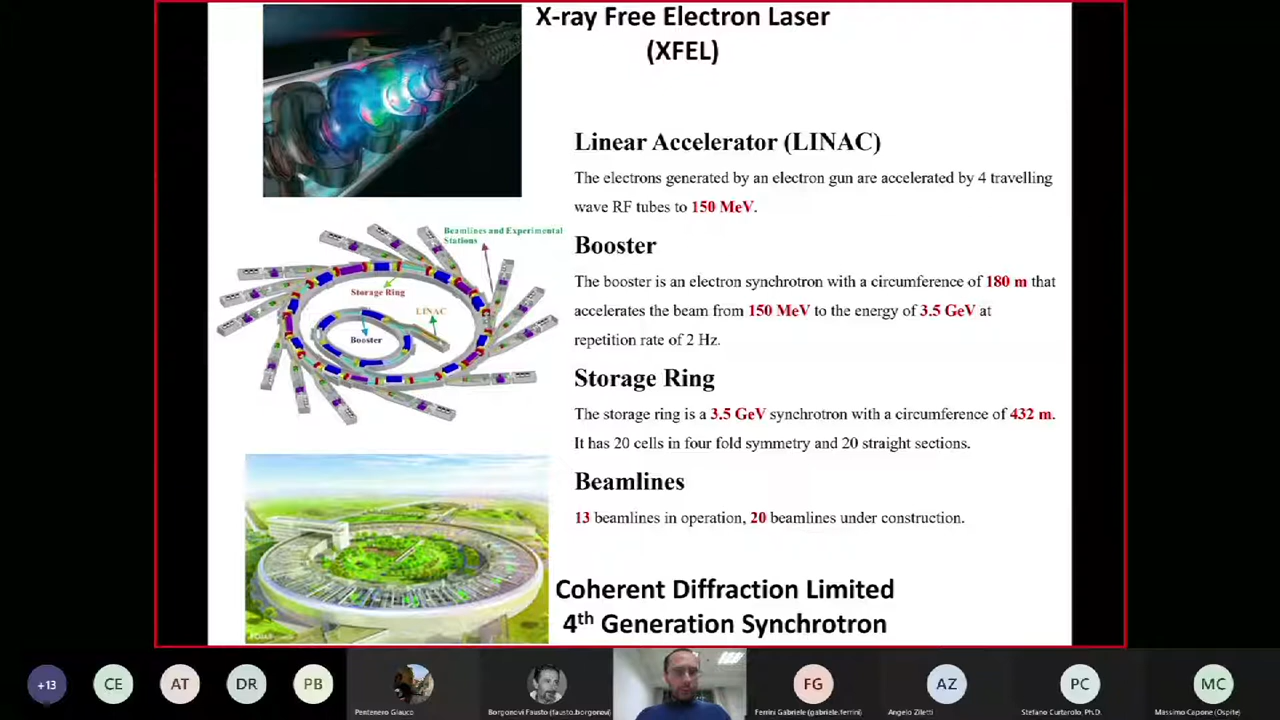 X-ray Free Electron Laser
(XFEL)
Linear Accelerator (LINAC)
The electrons generated by an electron gun are accelerated by 4 travelling
wave RF tubes to 150 MeV.
Beamlines and Experimental
Stations
Storage Ring
LINAC
Booster
Booster
The booster is an electron synchrotron with a circumference of 180 m that
accelerates the beam from 150 MeV to the energy of 3.5 GeV at
repetition rate of 2 Hz.
Storage Ring
The storage ring is a 3.5 GeV synchrotron with a circumference of 432 m.
It has 20 cells in four fold symmetry and 20 straight sections.
Beamlines
13 beamlines in operation, 20 beamlines under construction.
Coherent Diffraction Limited
4th Generation Synchrotron
+13
CE
AT
DR
PB
FG
AZ
PC
MC
Pentenero Glauco
Borgonovi Fausto (fausto.borgonovi)
Ferrini Gabriele (gabriele.ferrini)
Angelo Ziletti
Stefano Curtarolo, Ph.D.
Massimo Capone (Ospite)